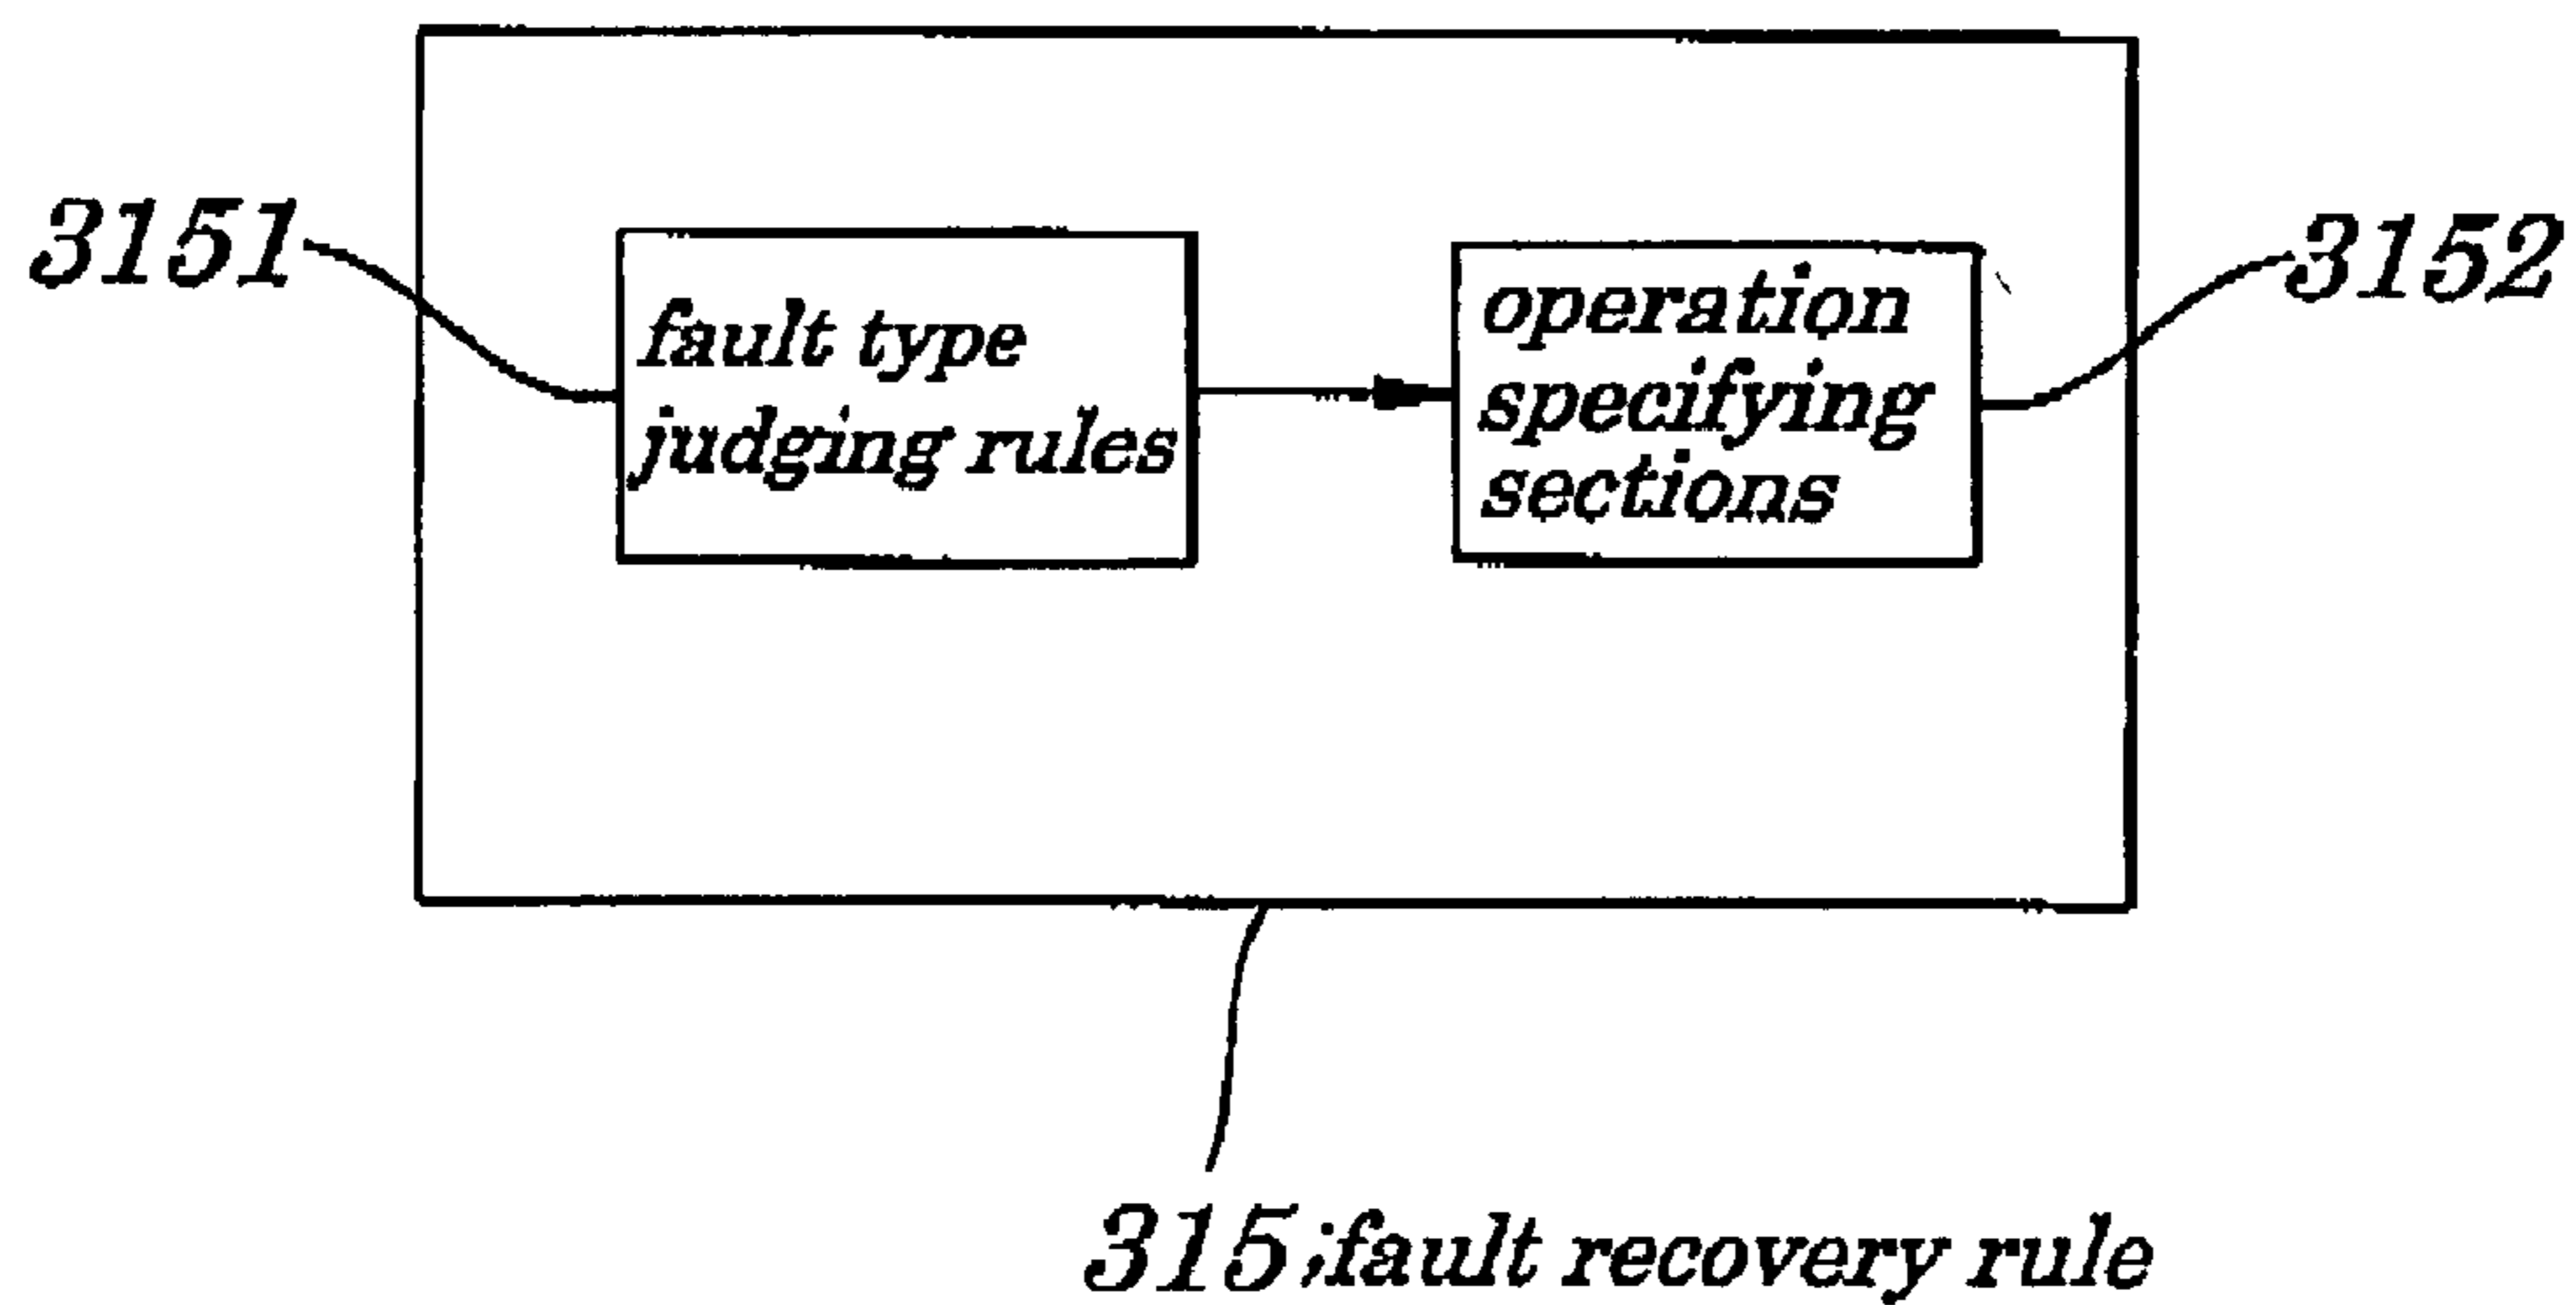 3151
fault type
judging rules
operation
specifying
sections
3152
315;fault recovery rule